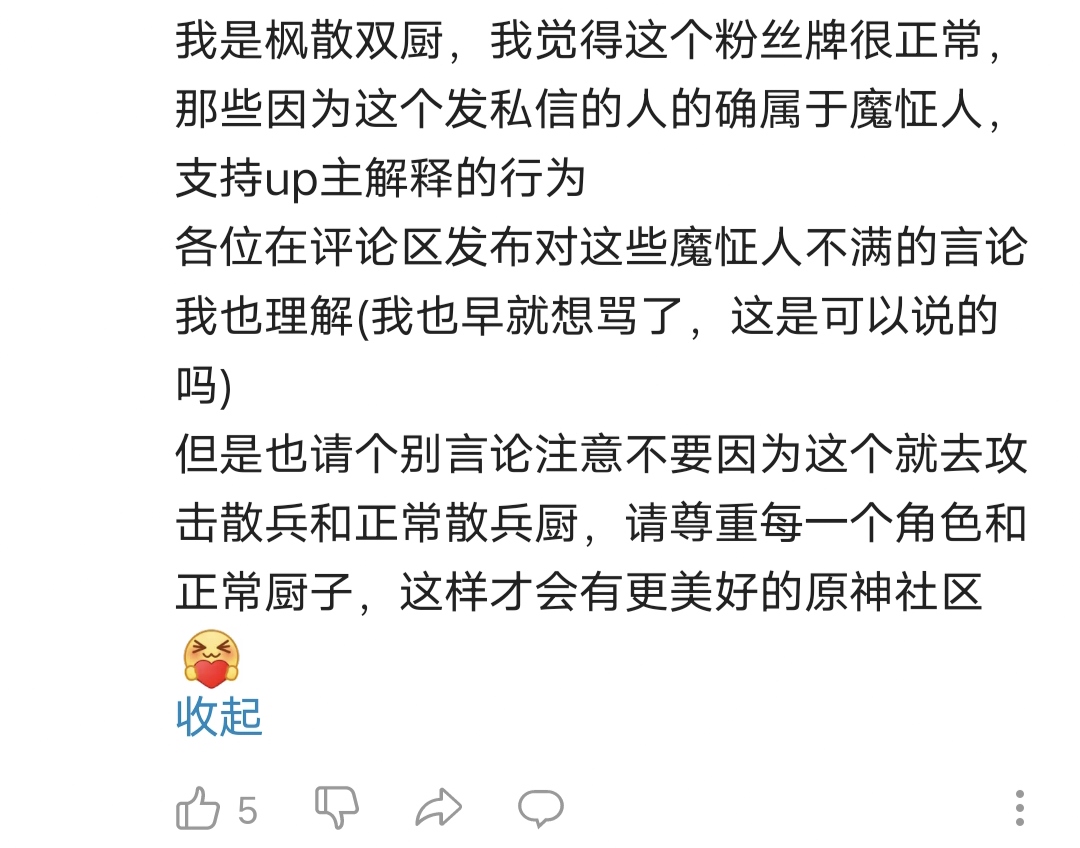 我是枫散双厨，我觉得这个粉丝牌很正常，
那些因为这个发私信的人的确属于魔怔人，
支持up主解释的行为
各位在评论区发布对这些魔怔人不满的言论
我也理解(我也早就想骂了，这是可以说的
吗)
但是也请个别言论注意不要因为这个就去攻
击散兵和正常散兵厨，请尊重每一个角色和
正常厨子，这样才会有更美好的原神社区
收起
5